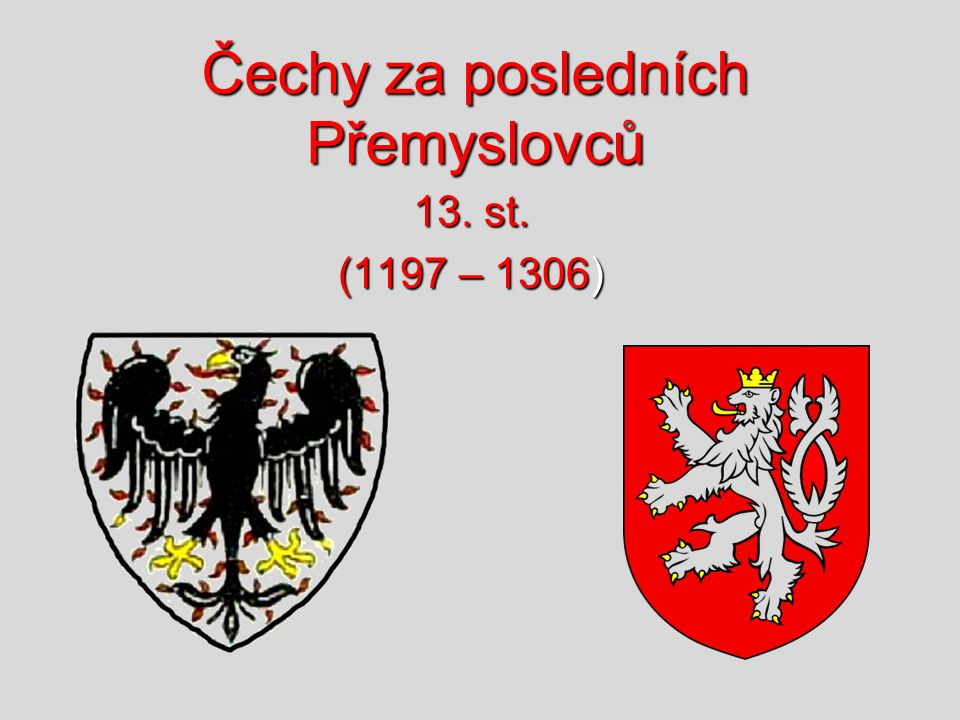 Čechy za posledních
Přemyslovců
13. st.
(1197 – 1306)